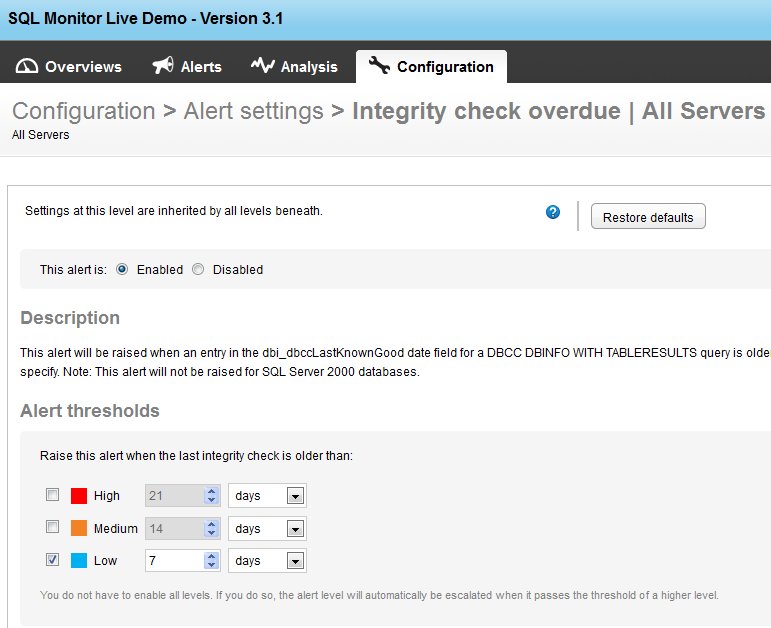 SQL Monitor Live Demo - Version 3.1
Overviews Alerts Analysis Configuration
Configuration > Alert settings > Integrity check overdue | All Servers
All Servers
Settings at this level are inherited by all levels beneath. ? Restore defaults
This alert is: Enabled Disabled
Description
This alert will be raised when an entry in the dbi_dbccLastKnownGood date field for a DBCC DBINFO WITH TABLERESULTS query is olde
specify. Note: This alert will not be raised for SQL Server 2000 databases.
Alert thresholds
Raise this alert when the last integrity check is older than:
High 21 days
Medium 14 days
Low 7 days
You do not have to enable all levels. If you do so, the alert level will automatically be escalated when it passes the threshold of a higher level.